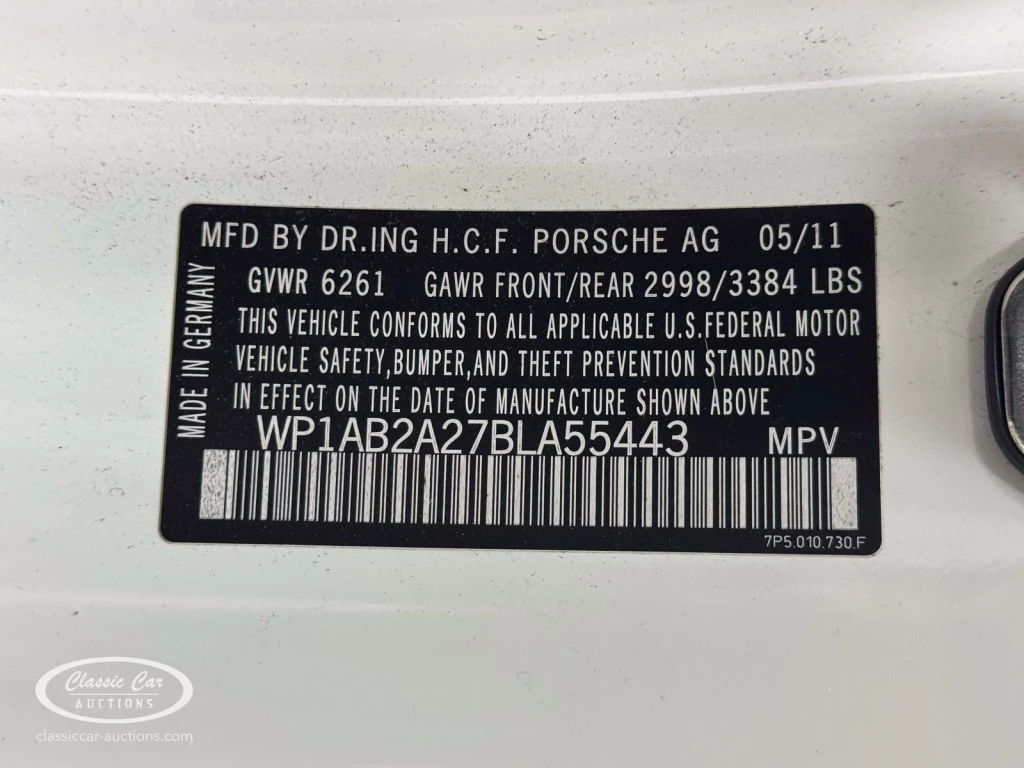 MFD BY DR.ING H.C.F. PORSCHE AG 05/11
GVWR 6261 GAWR FRONT/REAR 2998/3384 LBS
THIS VEHICLE CONFORMS TO ALL APPLICABLE U.S.FEDERAL MOTOR
VEHICLE SAFETY,BUMPER,AND THEFT PREVENTION STANDARDS
IN EFFECT ON THE DATE OF MANUFACTURE SHOWN ABOVE
MADE IN GERMANY
WP1AB2A27BLA55443 MPV
7P5.010.730.F
Classic Car
AUCTIONS
classiccar-auctions.com